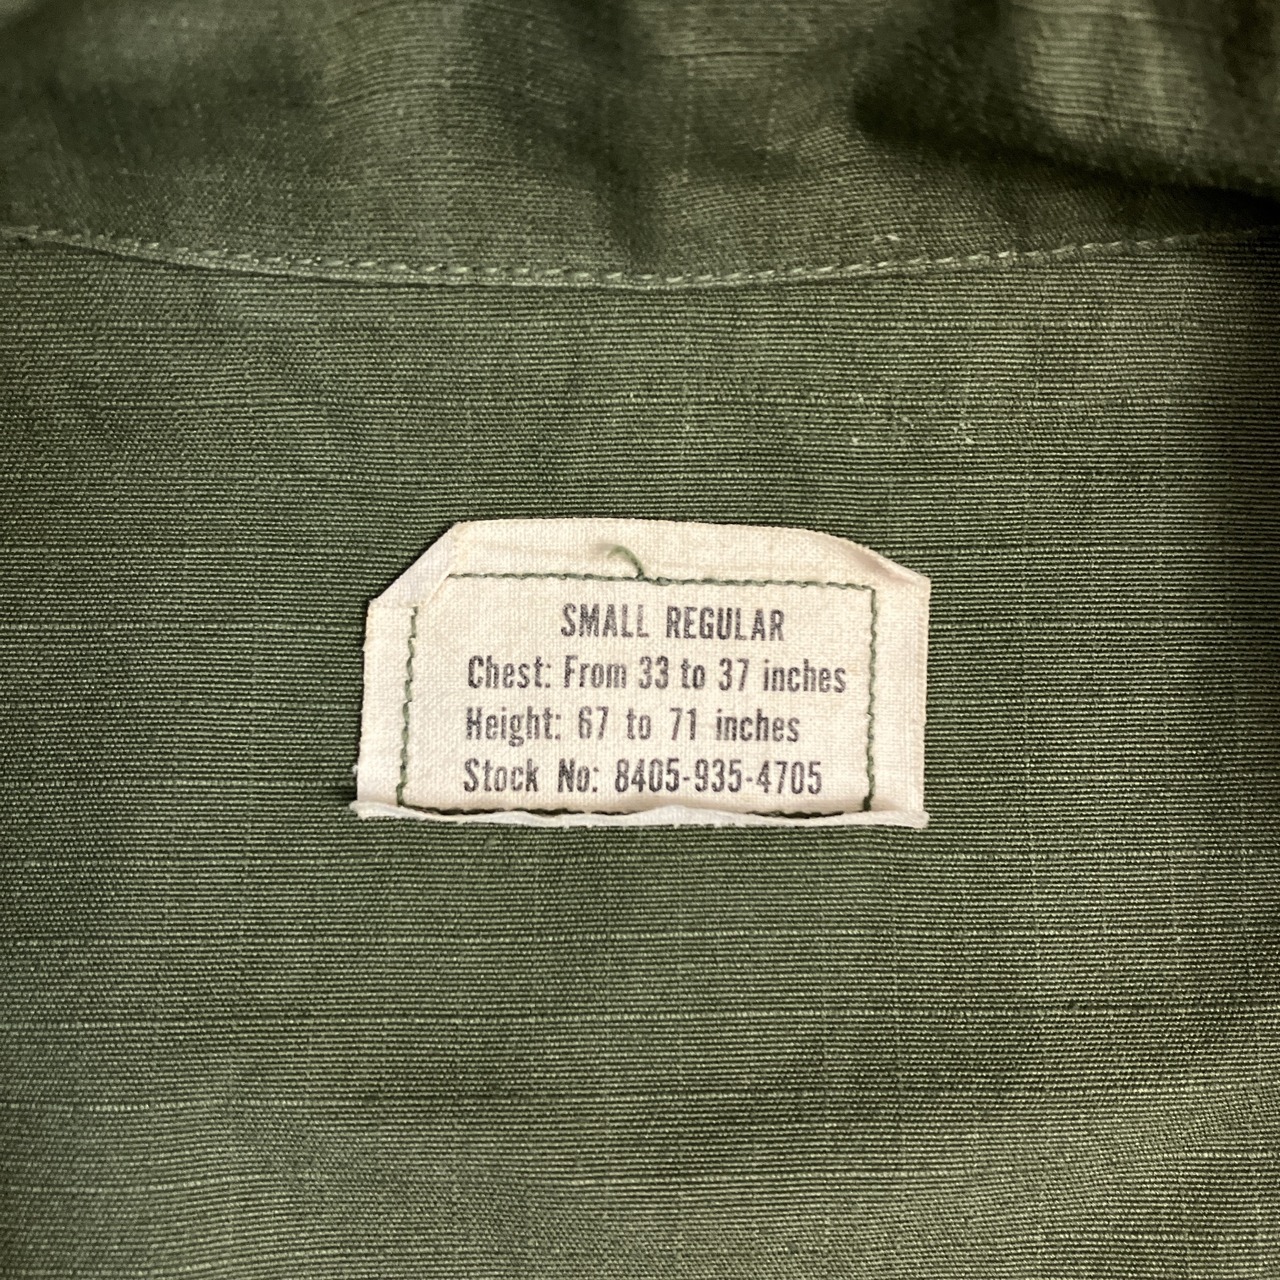 SMALL REGULAR
Chest: From 33 to 37 inches
Height: 67 to 71 inches
Stock No: 8405-935-4705